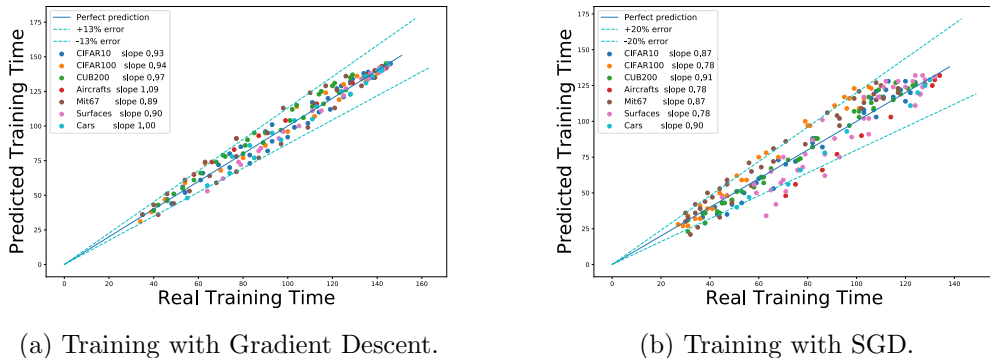 Perfect prediction
+13% error
-13% error
CIFAR10 slope 0,93
CIFAR100 slope 0,94
CUB200 slope 0,97
Aircrafts slope 1,09
Mit67 slope 0,89
Surfaces slope 0,90
Cars slope 1,00
175
150
125
100
75
50
25
0
0 20 40 60 80 100 120 140 160
Predicted Training Time
Real Training Time
(a) Training with Gradient Descent.
Perfect prediction
+20% error
-20% error
CIFAR10 slope 0,87
CIFAR100 slope 0,78
CUB200 slope 0,91
Aircrafts slope 0,78
Mit67 slope 0,87
Surfaces slope 0,78
Cars slope 0,90
175
150
125
100
75
50
25
0
0 20 40 60 80 100 120 140
Predicted Training Time
Real Training Time
(b) Training with SGD.